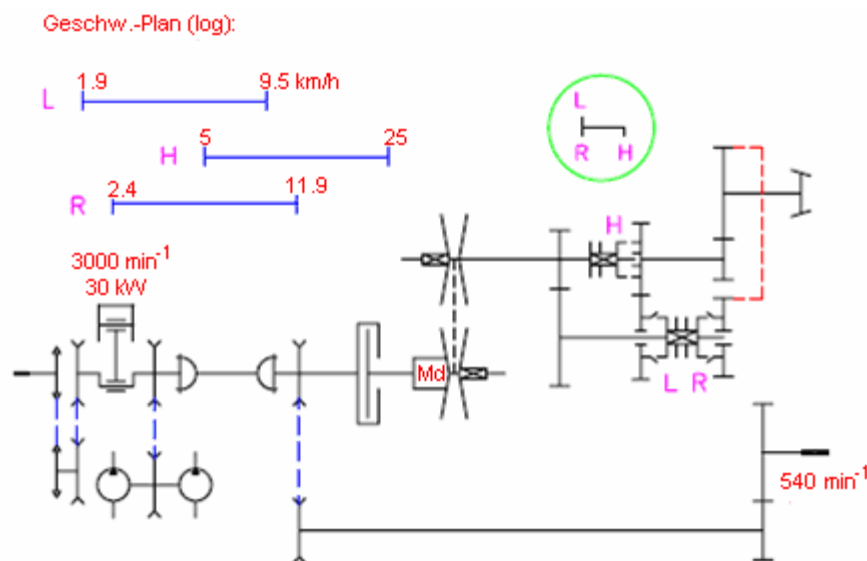 Geschw.-Plan (log):
L 1.9 9.5 km/h
H 5 25
R 2.4 11.9
L
R H
3000 min⁻¹
30 kW
H
Md
L R
540 min⁻¹